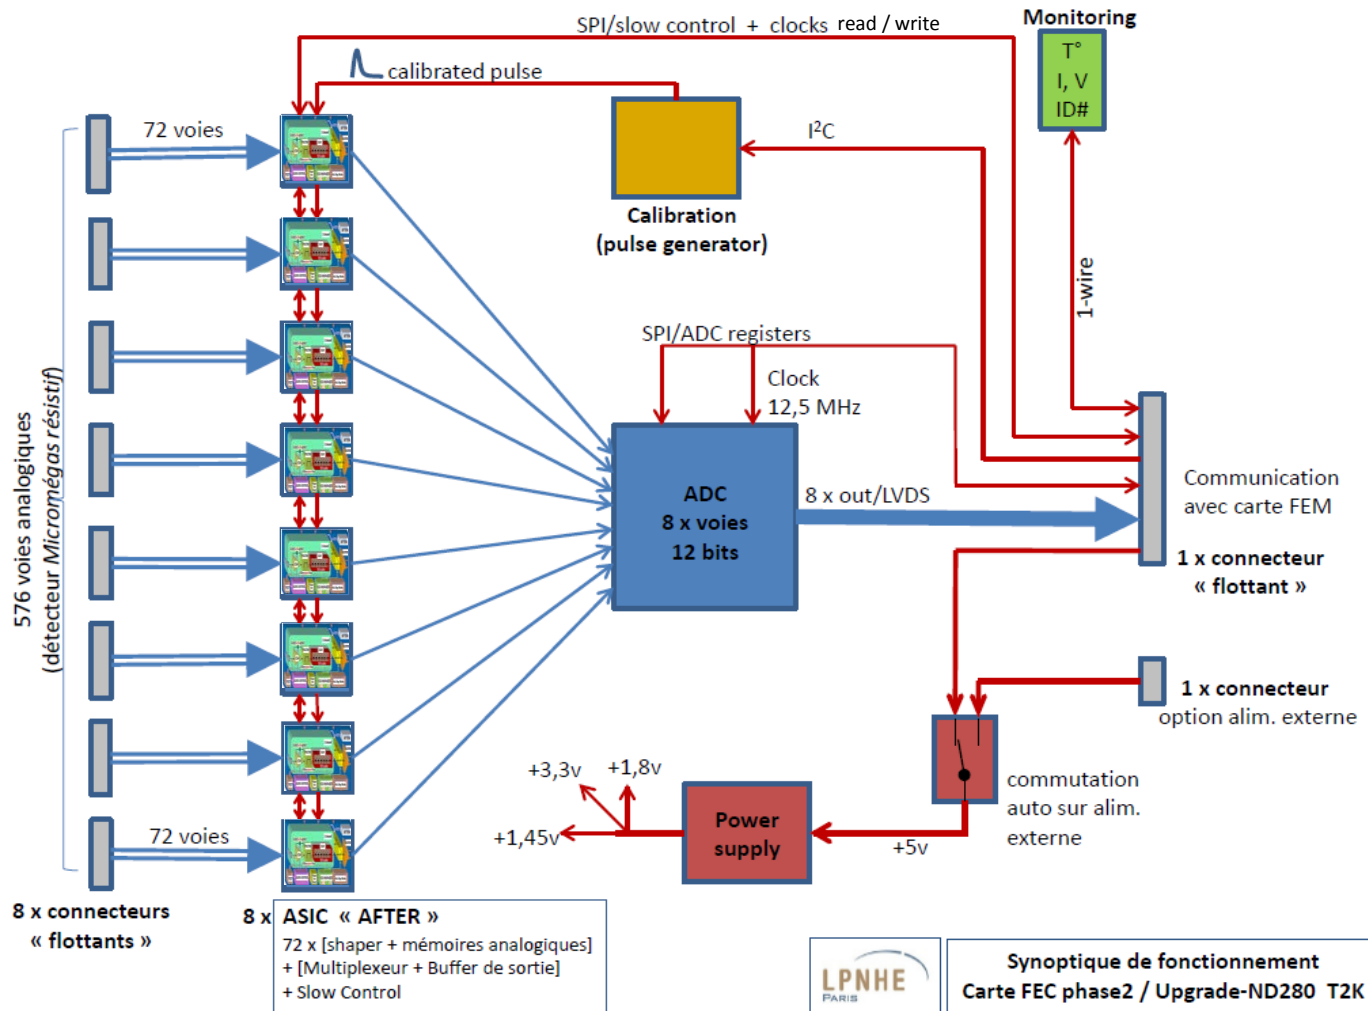 SPI/slow control + clocks read / write
Monitoring
T°
I, V
ID#
calibrated pulse
72 voies
I²C
Calibration
(pulse generator)
1-wire
SPI/ADC registers
Clock
12,5 MHz
576 voies analogiques
(détecteur Micromégas résistif)
ADC
8 x voies
12 bits
8 x out/LVDS
Communication
avec carte FEM
1 x connecteur
« flottant »
1 x connecteur
option alim. externe
+3,3v
+1,8v
+1,45v
Power
supply
+5v
commutation
auto sur alim.
externe
72 voies
8 x connecteurs
« flottants »
8 x ASIC « AFTER »
72 x [shaper + mémoires analogiques]
+ [Multiplexeur + Buffer de sortie]
+ Slow Control
LPNHE
PARIS
Synoptique de fonctionnement
Carte FEC phase2 / Upgrade-ND280 T2K